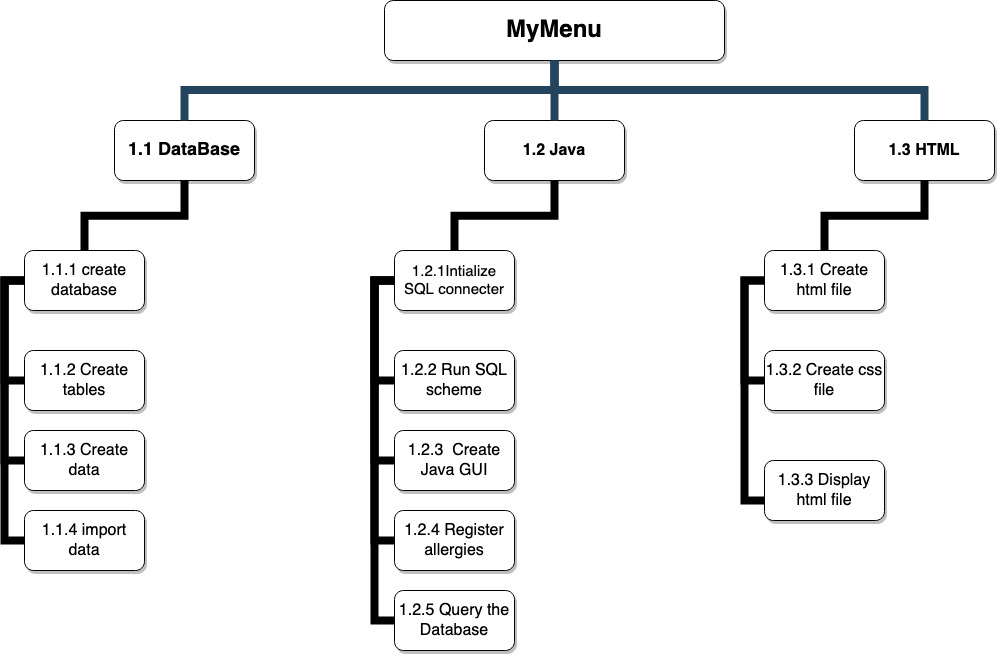 MyMenu
1.1 DataBase
1.2 Java
1.3 HTML
1.1.1 create
database
1.1.2 Create
tables
1.1.3 Create
data
1.1.4 import
data
1.2.1Intialize
SQL connecter
1.2.2 Run SQL
scheme
1.2.3  Create
Java GUI
1.2.4 Register
allergies
1.2.5 Query the
Database
1.3.1 Create
html file
1.3.2 Create css
file
1.3.3 Display
html file